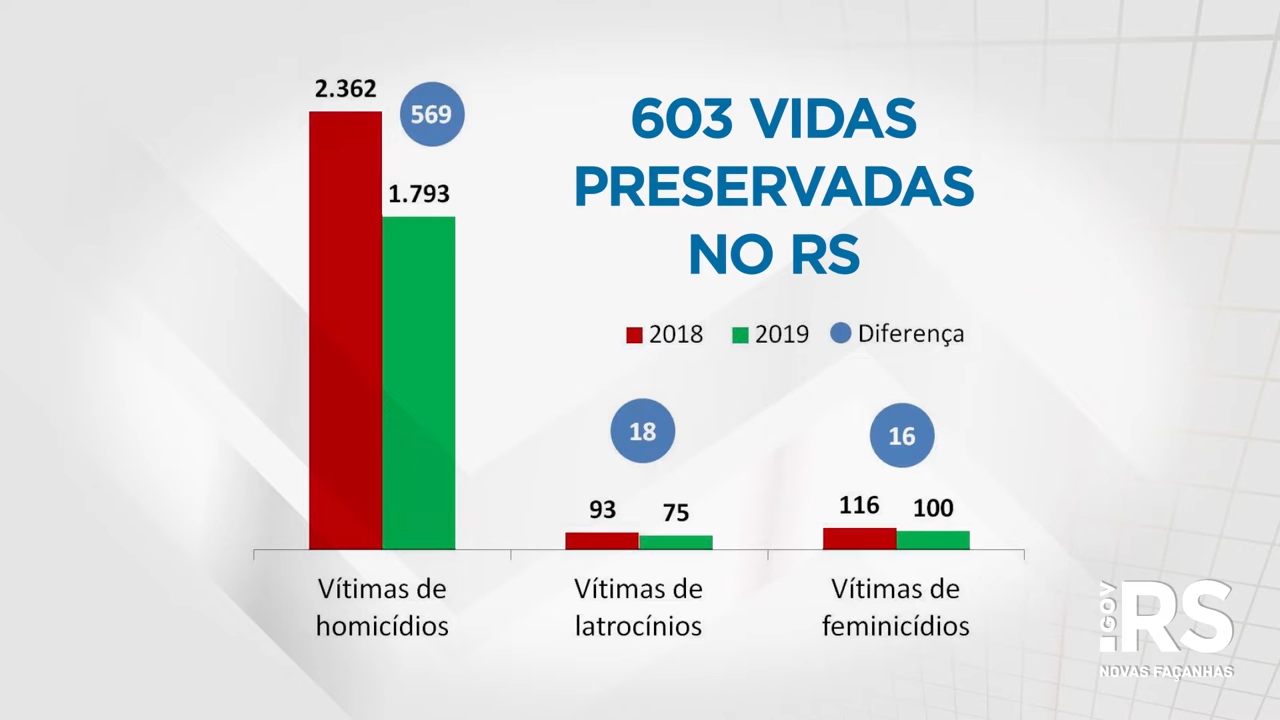 2.362
569
1.793
603 VIDAS
PRESERVADAS
NO RS
2018
2019
Diferença
18
16
93
75
116
100
Vítimas de
homicídios
Vítimas de
latrocínios
Vítimas de
feminicídios
GOV
RS
NOVAS FAÇANHAS